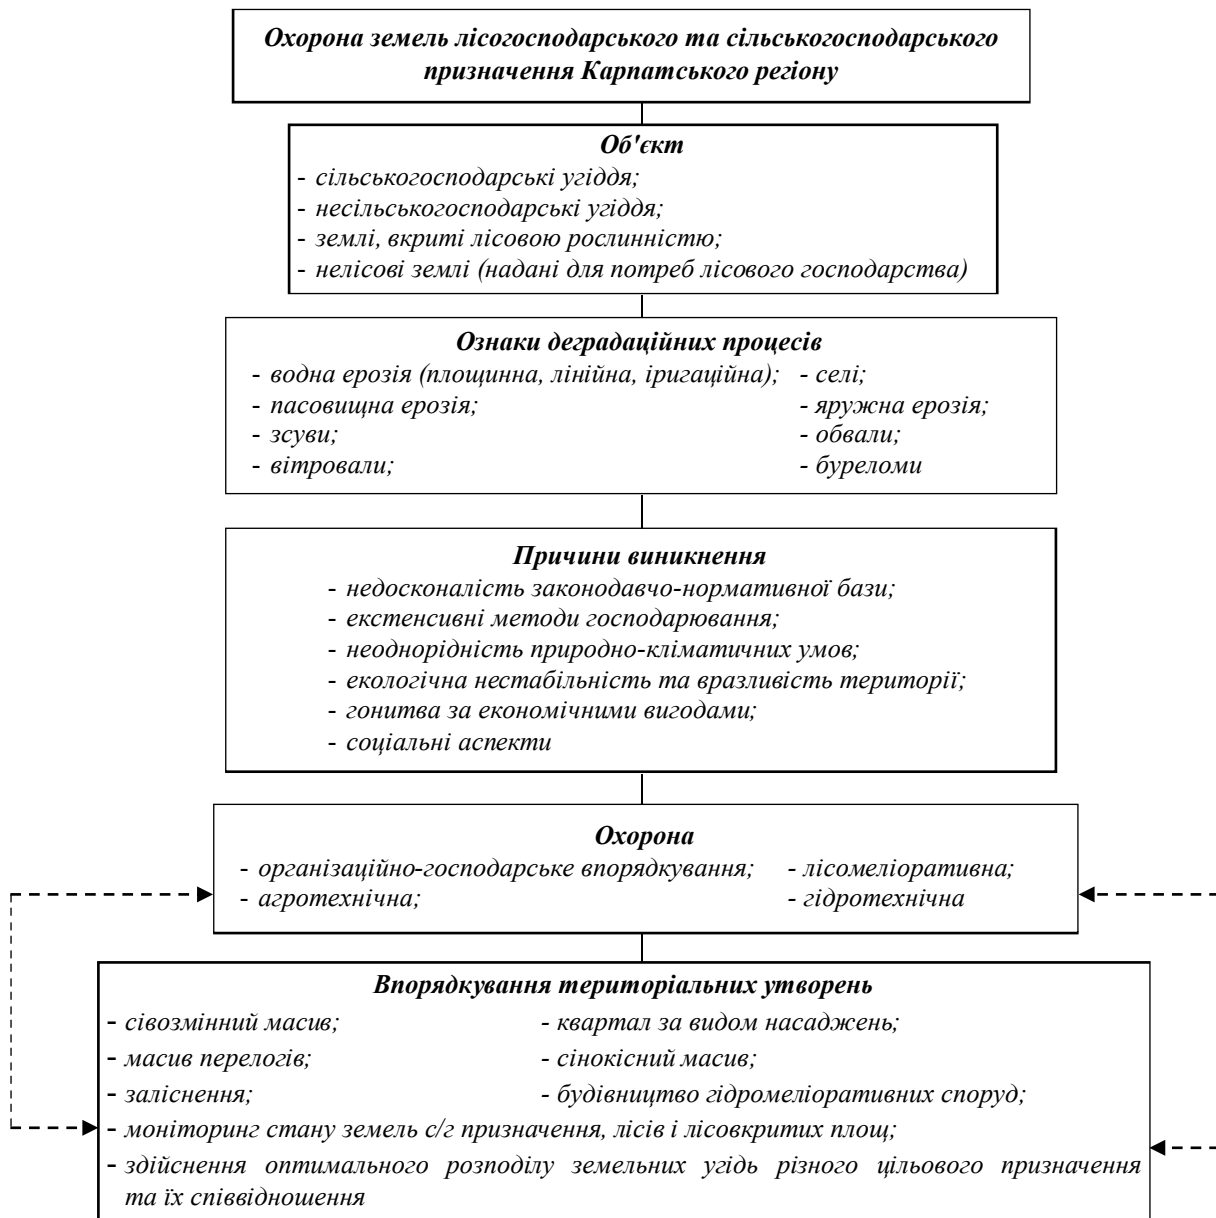 Охорона земель лісогосподарського та сільськогосподарського
призначення Карпатського регіону
Об'єкт
- сільськогосподарські угіддя;
- несільськогосподарські угіддя;
- землі, вкриті лісовою рослинністю;
- нелісові землі (надані для потреб лісового господарства)
Ознаки деградаційних процесів
- водна ерозія (площинна, лінійна, іригаційна); - селі;
- пасовищна ерозія; - яружна ерозія;
- зсуви; - обвали;
- вітровали; - буреломи
Причини виникнення
- недосконалість законодавчо-нормативної бази;
- екстенсивні методи господарювання;
- неоднорідність природно-кліматичних умов;
- екологічна нестабільність та вразливість території;
- гонитва за економічними вигодами;
- соціальні аспекти
Охорона
- організаційно-господарське впорядкування; - лісомеліоративна;
- агротехнічна; - гідротехнічна
Впорядкування територіальних утворень
- сівозмінний масив; - квартал за видом насаджень;
- масив перелогів; - сінокісний масив;
- заліснення; - будівництво гідромеліоративних споруд;
- моніторинг стану земель с/г призначення, лісів і лісовкритих площ;
- здійснення оптимального розподілу земельних угідь різного цільового призначення
та їх співвідношення